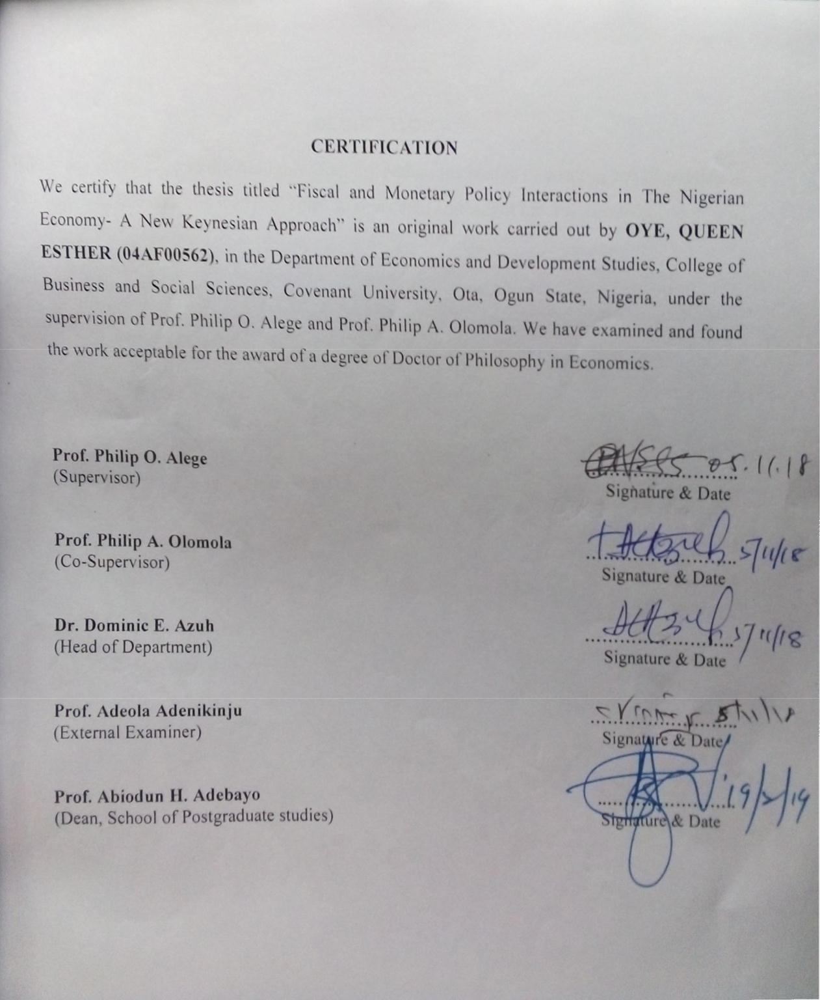 CERTIFICATION
We certify that the thesis titled “Fiscal and Monetary Policy Interactions in The Nigerian
Economy- A New Keynesian Approach” is an original work carried out by OYE, QUEEN
ESTHER (04AF00562), in the Department of Economics and Development Studies, College of
Business and Social Sciences, Covenant University, Ota, Ogun State, Nigeria, under the
supervision of Prof. Philip O. Alege and Prof. Philip A. Olomola. We have examined and found
the work acceptable for the award of a degree of Doctor of Philosophy in Economics.
Prof. Philip O. Alege
(Supervisor)
05.11.18
Signature & Date
Prof. Philip A. Olomola
(Co-Supervisor)
5/11/18
Signature & Date
Dr. Dominic E. Azuh
(Head of Department)
5/11/18
Signature & Date
Prof. Adeola Adenikinju
(External Examiner)
Signature & Date
Prof. Abiodun H. Adebayo
(Dean, School of Postgraduate studies)
19/2/19
Signature & Date